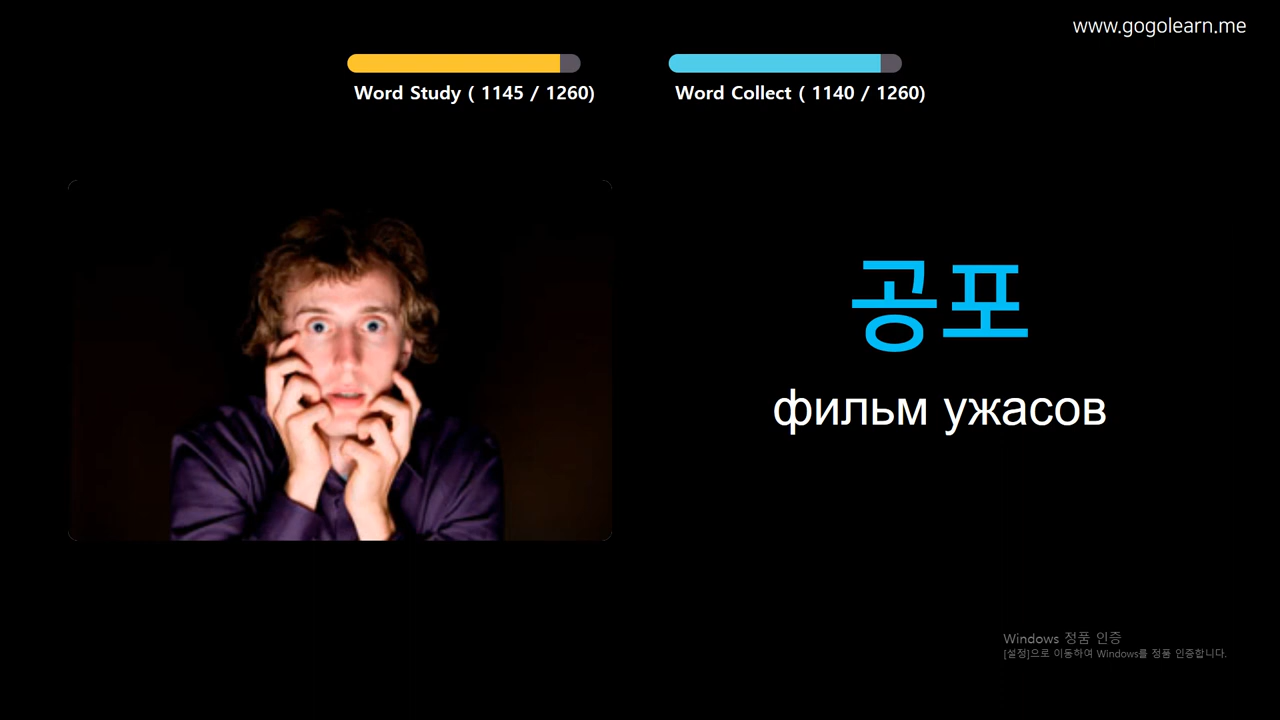 www.gogolearn.me
Word Study ( 1145 / 1260)
Word Collect ( 1140 / 1260)
공포
фильм ужасов
Windows 정품 인증
[설정]으로 이동하여 Windows를 정품 인증합니다.